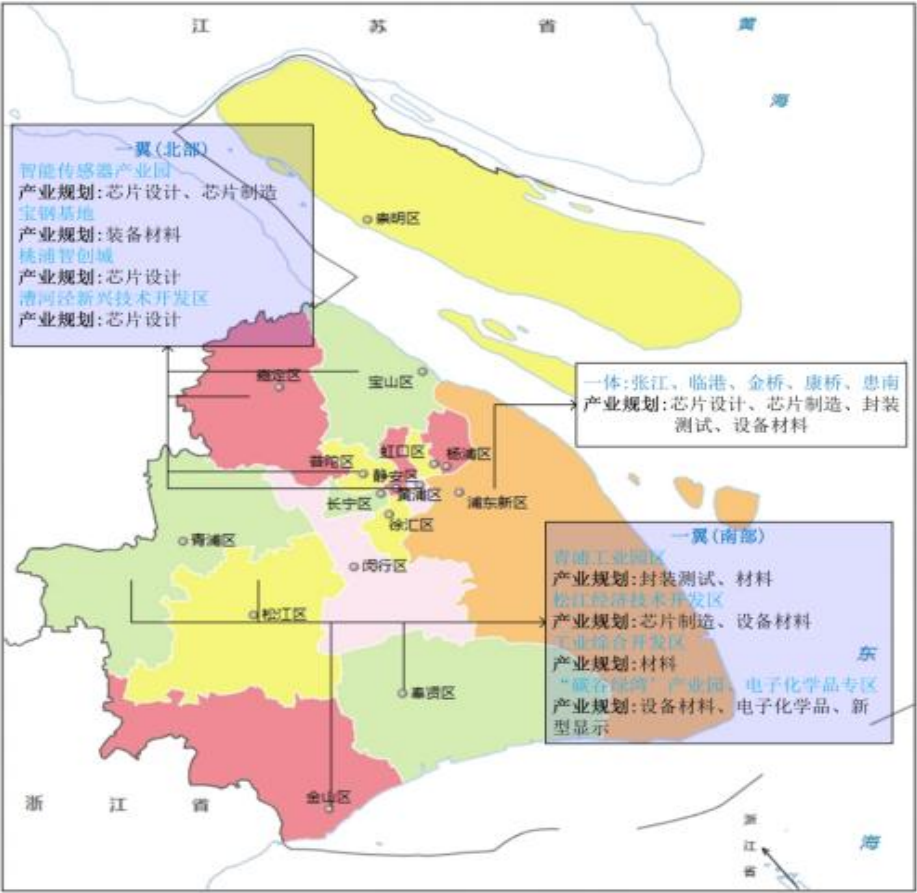 江 苏 省
黄
海
一翼(北部)
智能传感器产业园
产业规划:芯片设计、芯片制造
宝钢基地
产业规划:装备材料
桃浦智创城
产业规划:芯片设计
漕河泾新兴技术开发区
产业规划:芯片设计
崇明区
嘉定区
宝山区
一体:张江、临港、金桥、康桥、惠南
产业规划:芯片设计、芯片制造、封装
测试、设备材料
虹口区
杨浦区
普陀区
静安区
黄浦区
长宁区
浦东新区
徐汇区
青浦区
闵行区
松江区
一翼(南部)
青浦工业园区
产业规划:封装测试、材料
松江经济技术开发区
产业规划:芯片制造、设备材料
工业综合开发区
产业规划:材料
“碳谷绿湾’产业园、电子化学品专区
产业规划:设备材料、电子化学品、新
型显示
东
奉贤区
金山区
浙 江 省
浙
江
省
海